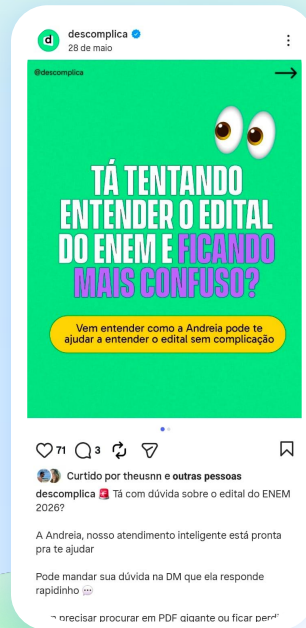 descomplica
28 de maio
@descomplica
TÁ TENTANDO
ENTENDER O EDITAL
DO ENEM E FICANDO
MAIS CONFUSO?
Vem entender como a Andreia pode te
ajudar a entender o edital sem complicação
71 3
Curtido por theusnn e outras pessoas
descomplica 🚨 Tá com dúvida sobre o edital do ENEM
2026?
A Andreia, nosso atendimento inteligente está pronta
pra te ajudar
Pode mandar sua dúvida na DM que ela responde
rapidinho 💬
precisar procurar em PDF gigante ou ficar